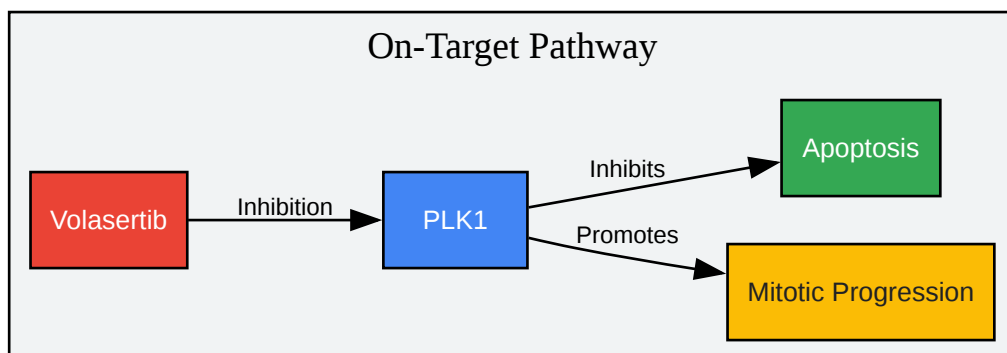 On-Target Pathway
Volasertib
Inhibition
PLK1
Inhibits
Apoptosis
Promotes
Mitotic Progression